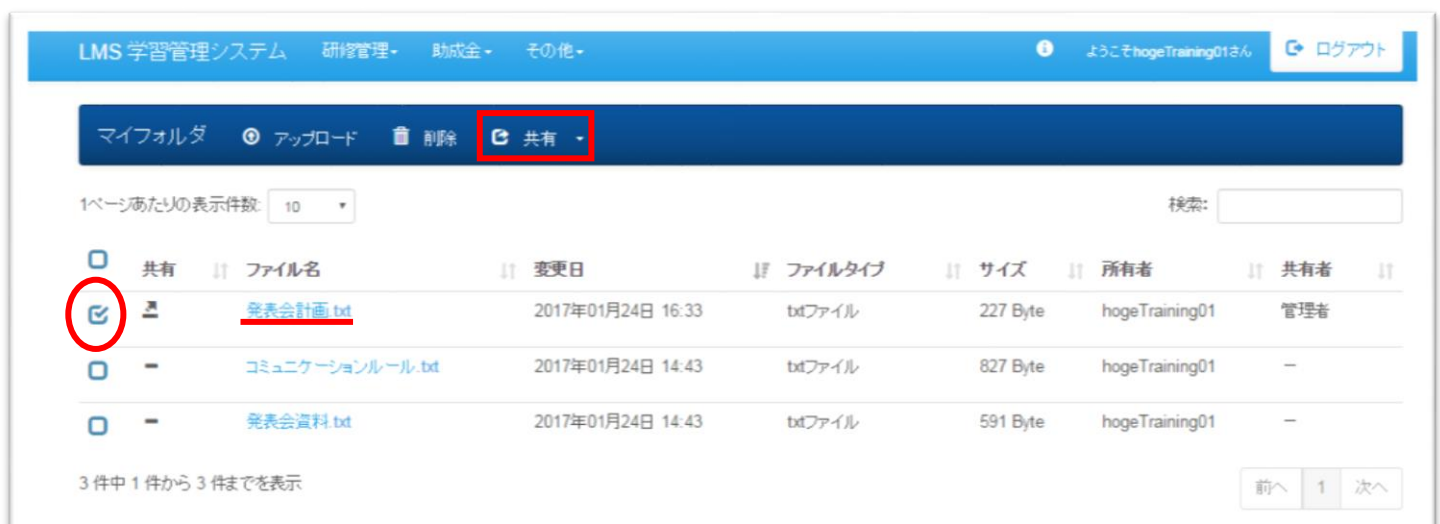 LMS 学習管理システム 研修管理 助成金 その他 ようこそhogeTraining01さん ログアウト
マイフォルダ アップロード 削除 共有
1ページあたりの表示件数: 10 検索:
共有 ファイル名 変更日 ファイルタイプ サイズ 所有者 共有者
発表会計画.txt 2017年01月24日 16:33 txtファイル 227 Byte hogeTraining01 管理者
コミュニケーションルール.txt 2017年01月24日 14:43 txtファイル 827 Byte hogeTraining01 —
発表会資料.txt 2017年01月24日 14:43 txtファイル 591 Byte hogeTraining01 —
3 件中 1 件から 3 件までを表示 前へ 1 次へ